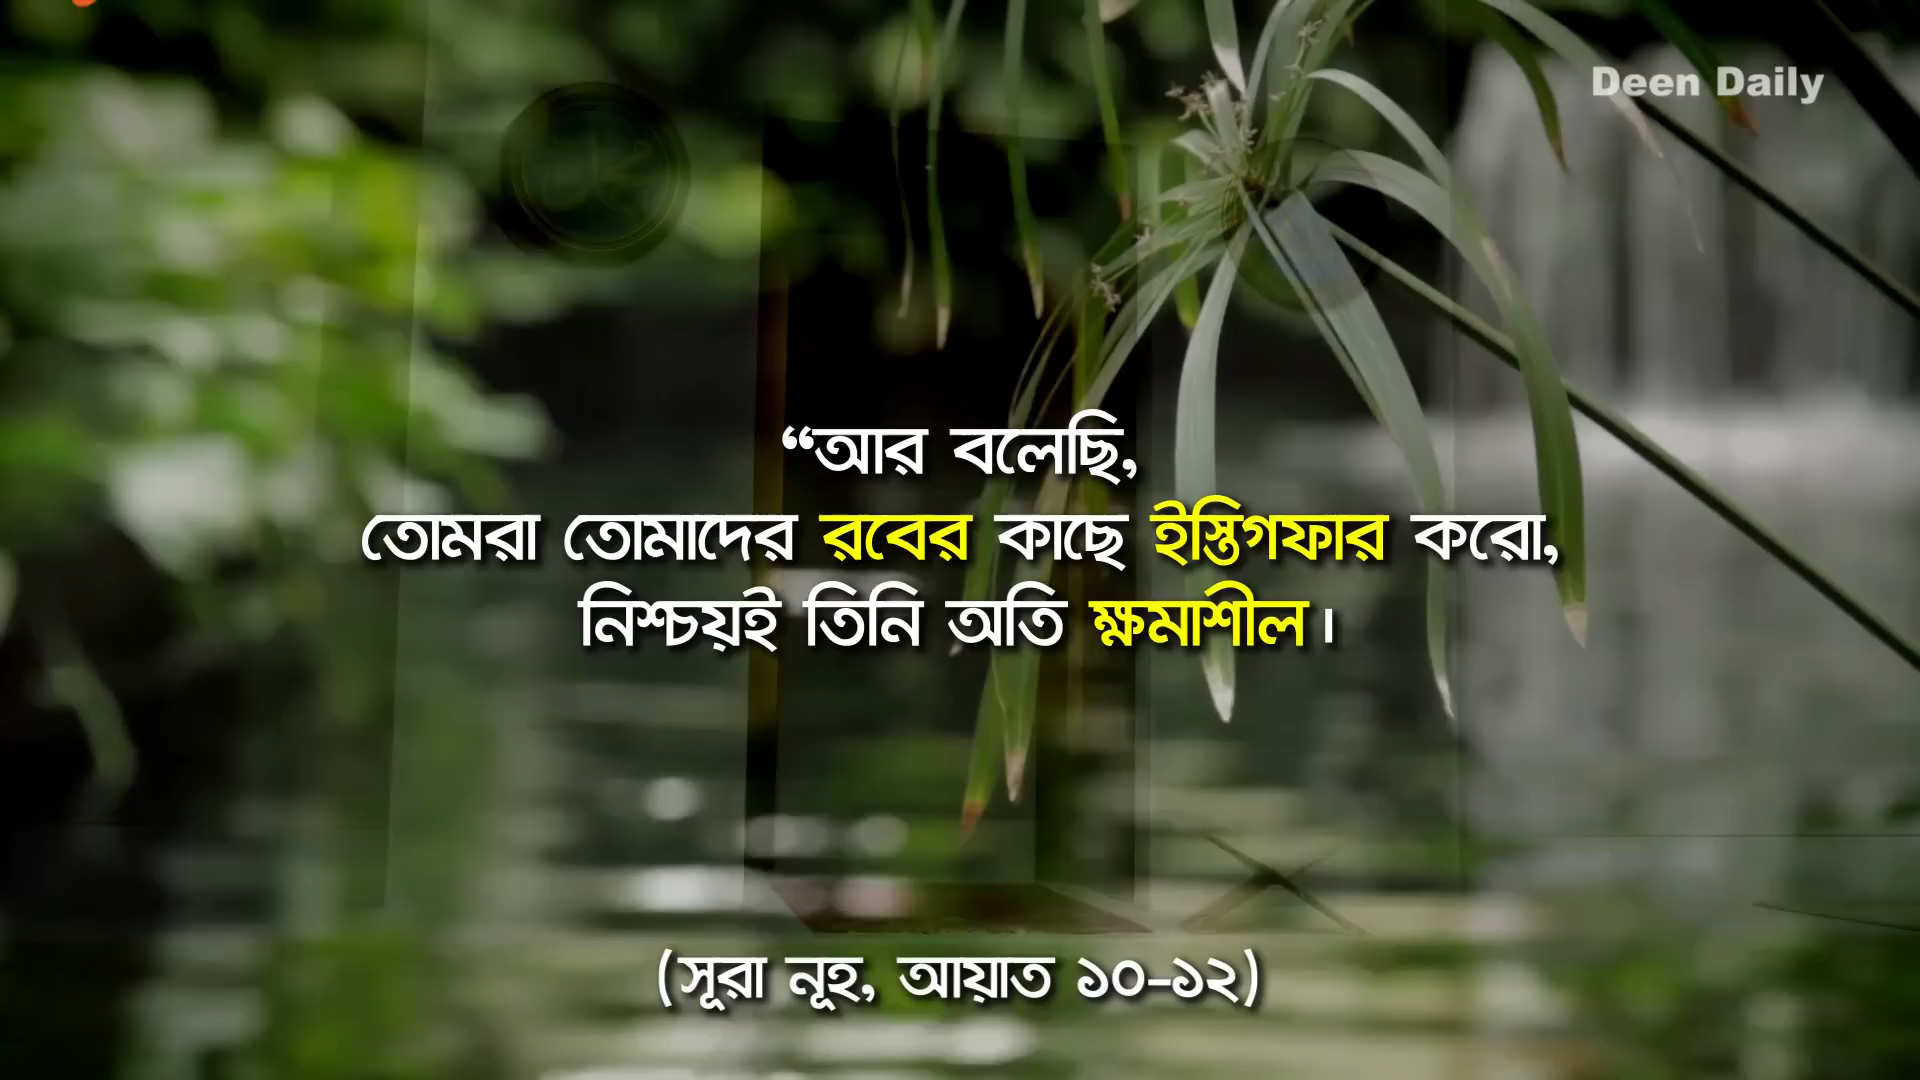 Deen Daily
“আর বলেছি,
তোমরা তোমাদের রবের কাছে ইস্তিগফার করো,
নিশ্চয়ই তিনি অতি ক্ষমাশীল।
(সূরা নূহ, আয়াত ১০-১২)